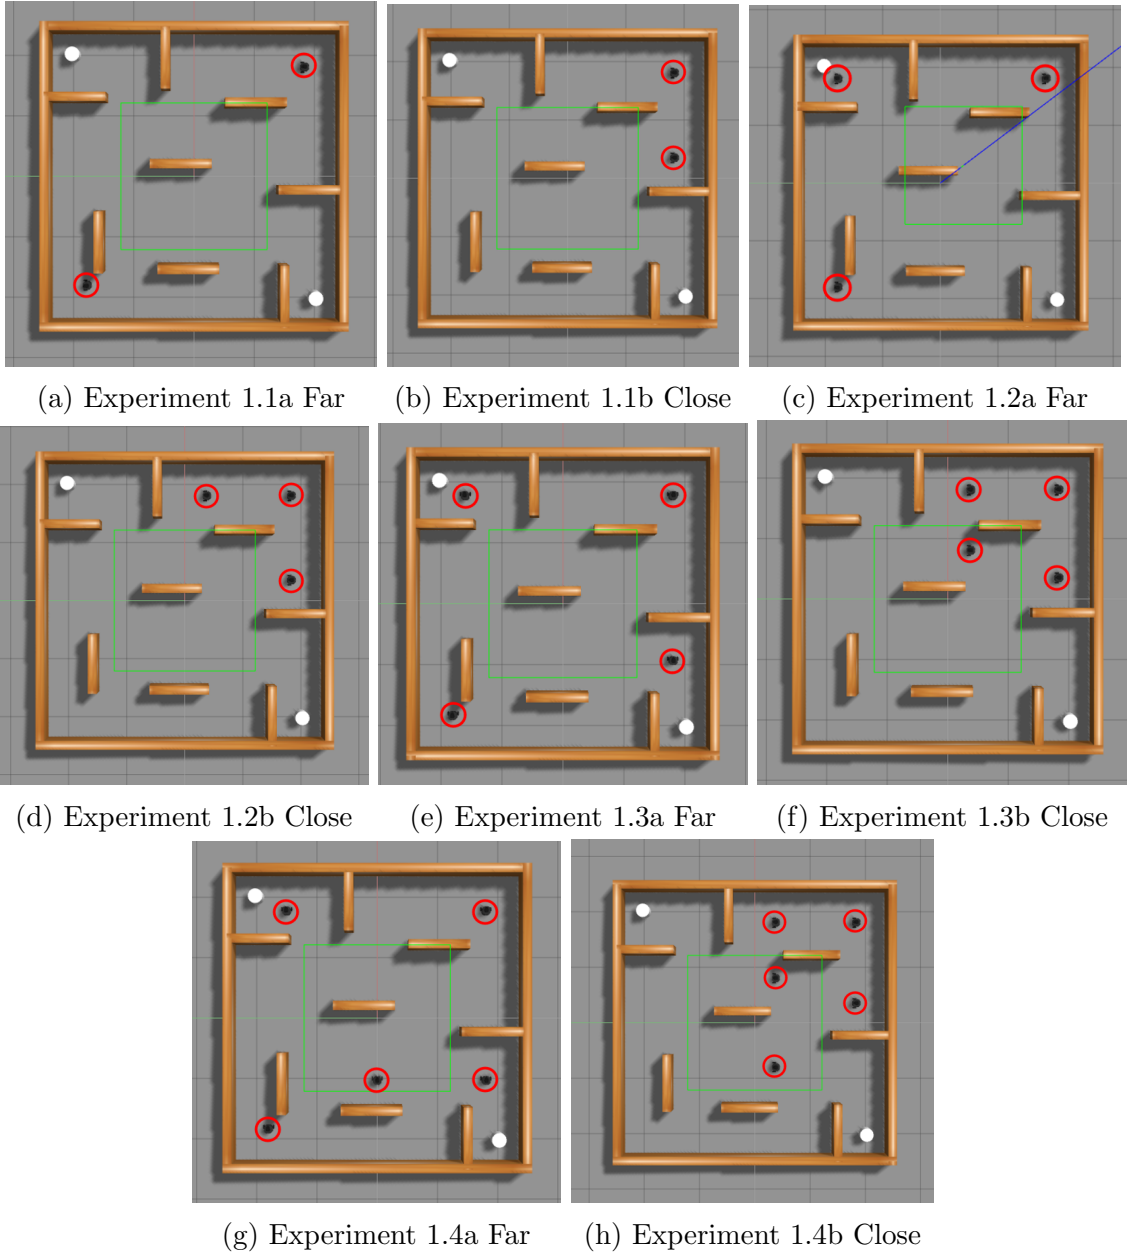 (a) Experiment 1.1a Far
(b) Experiment 1.1b Close
(c) Experiment 1.2a Far
(d) Experiment 1.2b Close
(e) Experiment 1.3a Far
(f) Experiment 1.3b Close
(g) Experiment 1.4a Far
(h) Experiment 1.4b Close